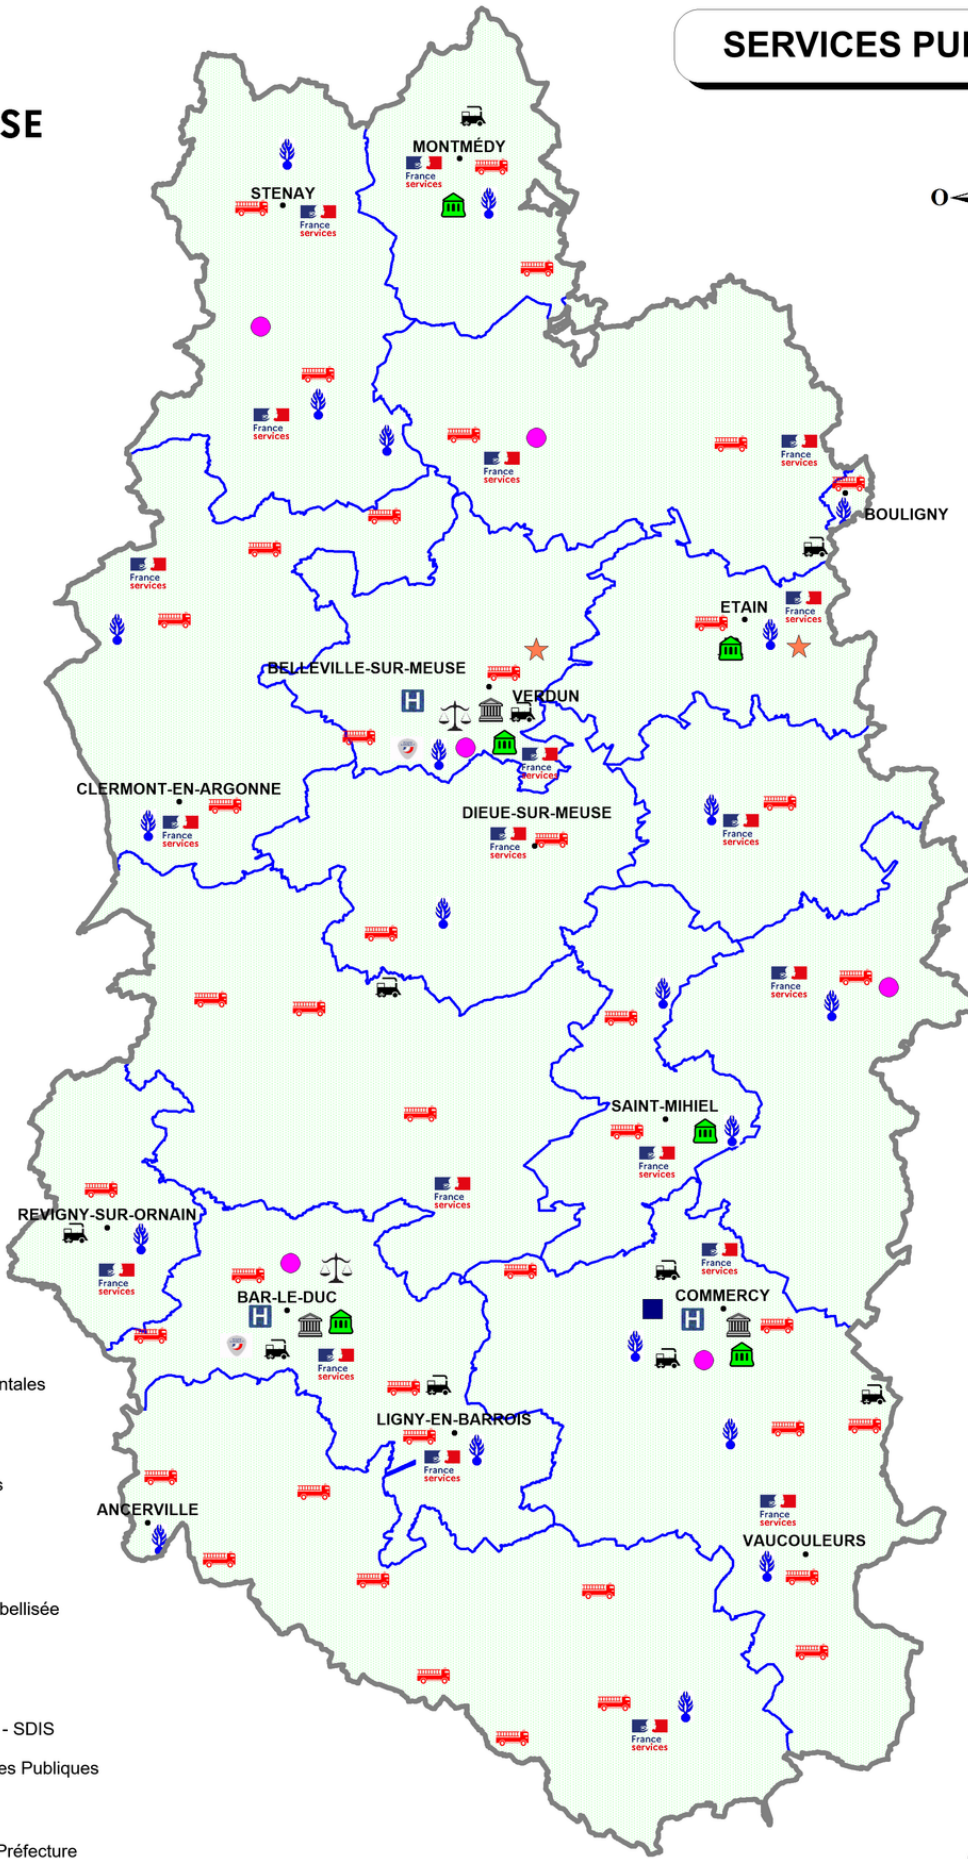 SERVICES PUI
SE
MONTMÉDY
France
services
STENAY
France
services
O
France
services
France
services
France
services
BOULIGNY
France
services
France
services
ETAIN
BELLEVILLE-SUR-MEUSE
H
VERDUN
France
services
CLERMONT-EN-ARGONNE
France
services
DIEUE-SUR-MEUSE
France
services
France
services
France
services
SAINT-MIHIEL
France
services
France
services
REVIGNY-SUR-ORNAIN
France
services
France
services
BAR-LE-DUC
H
COMMERCY
H
France
services
ntales
LIGNY-EN-BARROIS
France
services
s
ANCERVILLE
France
services
VAUCOULEURS
bellisée
- SDIS
France
services
es Publiques
Préfecture